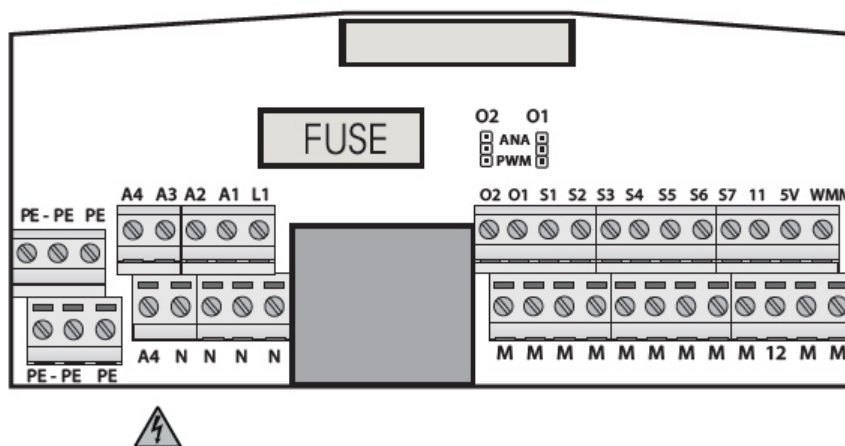 O2 O1
ANA
FUSE
PWM
A4 A3 A2 A1 L1
O2 O1 S1 S2 S3 S4 S5 S6 S7 11 5V WMM
PE - PE PE
A4 N N N N
M M M M M M M M M 12 M M
PE - PE PE